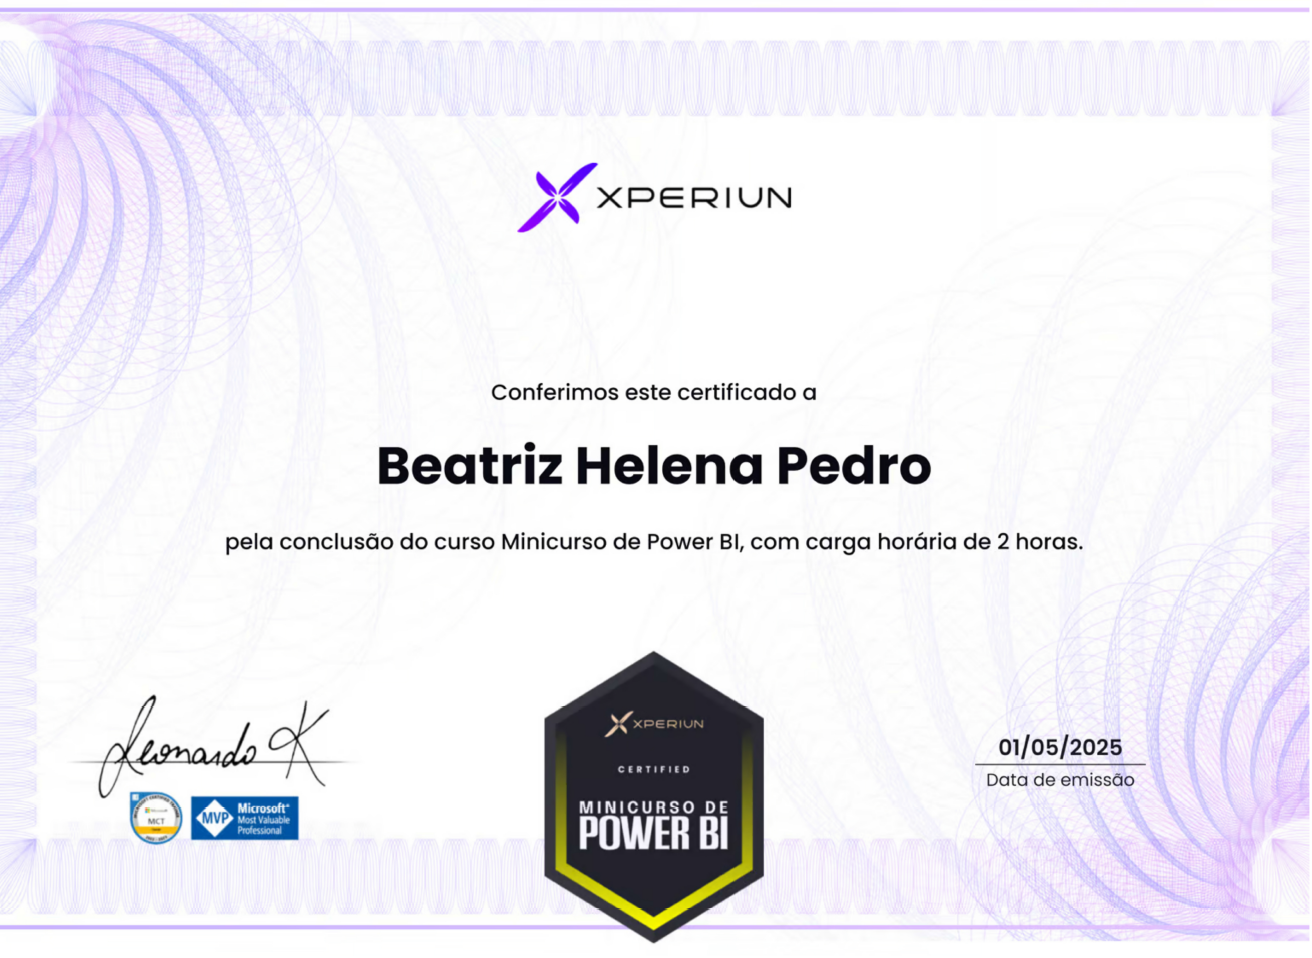 XPERIUN
Conferimos este certificado a
Beatriz Helena Pedro
pela conclusão do curso Minicurso de Power BI, com carga horária de 2 horas.
Leonardo K
Microsoft
MCT
MVP
Microsoft®
Most Valuable
Professional
XPERIUN
CERTIFIED
MINICURSO DE
POWER BI
01/05/2025
Data de emissão